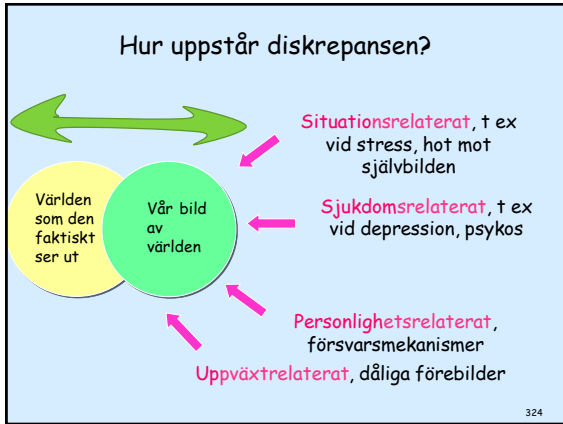 Hur uppstår diskrepansen?
Situationsrelaterat, t ex
vid stress, hot mot
självbilden
Världen
som den
faktiskt
ser ut
Vår bild
av
världen
Sjukdomsrelaterat, t ex
vid depression, psykos
Personlighetsrelaterat,
försvarsmekanismer
Uppväxtrelaterat, dåliga förebilder
324